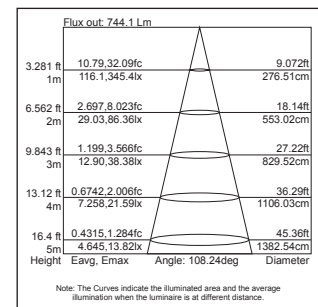 Flux out: 744.1 Lm
3.281 ft 10.79,32.09fc 9.072ft
1m 116.1,345.4lx 276.51cm
6.562 ft 2.697,8.023fc 18.14ft
2m 29.03,86.36lx 553.02cm
9.843 ft 1.199,3.566fc 27.22ft
3m 12.90,38.38lx 829.52cm
13.12 ft 0.6742,2.006fc 36.29ft
4m 7.258,21.59lx 1106.03cm
16.4 ft 0.4315,1.284fc 45.36ft
5m 4.645,13.82lx 1382.54cm
Height Eavg, Emax Angle: 108.24deg Diameter
Note: The Curves indicate the illuminated area and the average
illumination when the luminaire is at different distance.